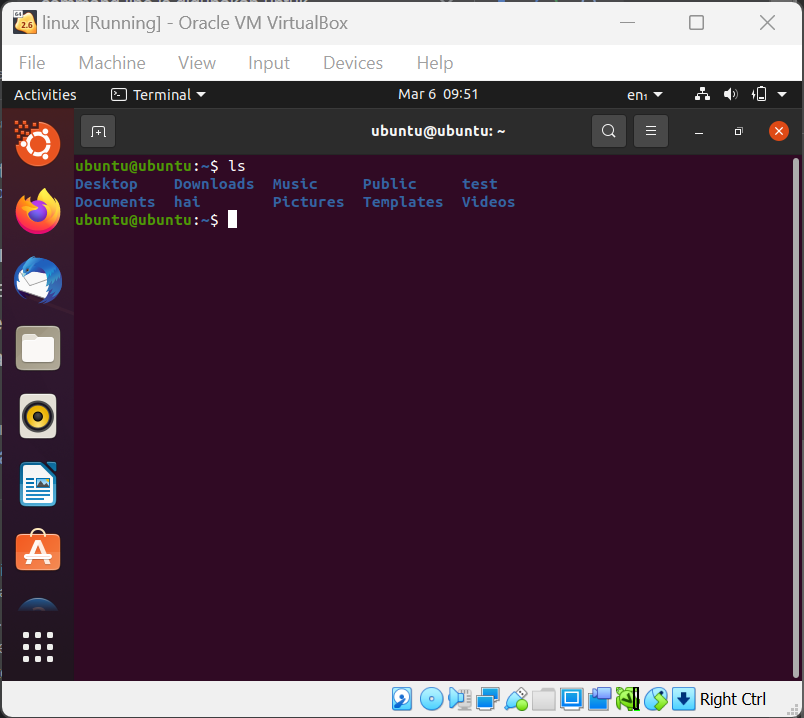 linux [Running] - Oracle VM VirtualBox
File Machine View Input Devices Help
Activities Terminal Mar 6 09:51 en₁
ubuntu@ubuntu: ~
ubuntu@ubuntu:~$ ls
Desktop Downloads Music Public test
Documents hai Pictures Templates Videos
ubuntu@ubuntu:~$
Right Ctrl